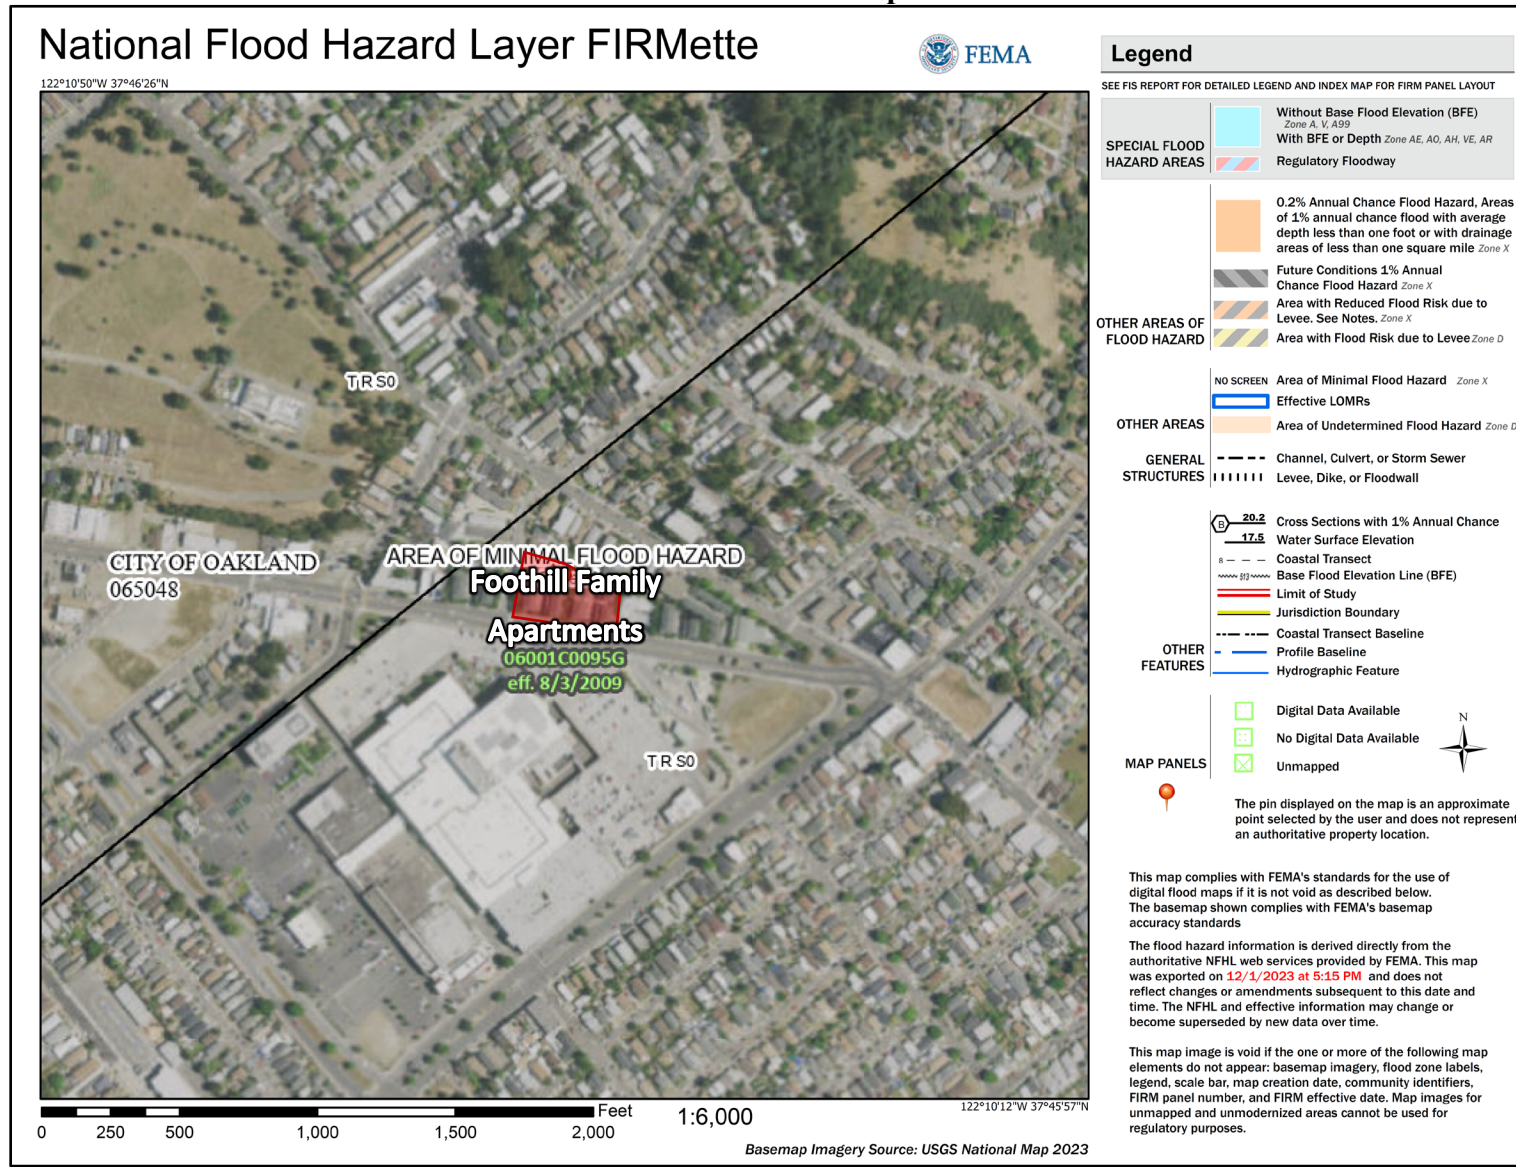 National Flood Hazard Layer FIRMette
FEMA
122°10'50"W 37°46'26"N
T R S0
CITY OF OAKLAND
065048
AREA OF MINIMAL FLOOD HAZARD
Foothill Family
Apartments
06001C0095G
eff. 8/3/2009
T R S0
122°10'12"W 37°45'57"N
0 250 500 1,000 1,500 2,000
Feet
1:6,000
Basemap Imagery Source: USGS National Map 2023
Legend
SEE FIS REPORT FOR DETAILED LEGEND AND INDEX MAP FOR FIRM PANEL LAYOUT
SPECIAL FLOOD
HAZARD AREAS
Without Base Flood Elevation (BFE)
Zone A, V, A99
With BFE or Depth Zone AE, AO, AH, VE, AR
Regulatory Floodway
OTHER AREAS OF
FLOOD HAZARD
0.2% Annual Chance Flood Hazard, Areas
of 1% annual chance flood with average
depth less than one foot or with drainage
areas of less than one square mile Zone X
Future Conditions 1% Annual
Chance Flood Hazard Zone X
Area with Reduced Flood Risk due to
Levee. See Notes. Zone X
Area with Flood Risk due to Levee Zone D
OTHER AREAS
NO SCREEN Area of Minimal Flood Hazard Zone X
Effective LOMRs
Area of Undetermined Flood Hazard Zone D
GENERAL
STRUCTURES
Channel, Culvert, or Storm Sewer
Levee, Dike, or Floodwall
OTHER
FEATURES
B 20.2 Cross Sections with 1% Annual Chance
17.5 Water Surface Elevation
8 Coastal Transect
513 Base Flood Elevation Line (BFE)
Limit of Study
Jurisdiction Boundary
Coastal Transect Baseline
Profile Baseline
Hydrographic Feature
MAP PANELS
Digital Data Available
No Digital Data Available
Unmapped
N
The pin displayed on the map is an approximate
point selected by the user and does not represent
an authoritative property location.
This map complies with FEMA's standards for the use of
digital flood maps if it is not void as described below.
The basemap shown complies with FEMA's basemap
accuracy standards
The flood hazard information is derived directly from the
authoritative NFHL web services provided by FEMA. This map
was exported on 12/1/2023 at 5:15 PM and does not
reflect changes or amendments subsequent to this date and
time. The NFHL and effective information may change or
become superseded by new data over time.
This map image is void if the one or more of the following map
elements do not appear: basemap imagery, flood zone labels,
legend, scale bar, map creation date, community identifiers,
FIRM panel number, and FIRM effective date. Map images for
unmapped and unmodernized areas cannot be used for
regulatory purposes.